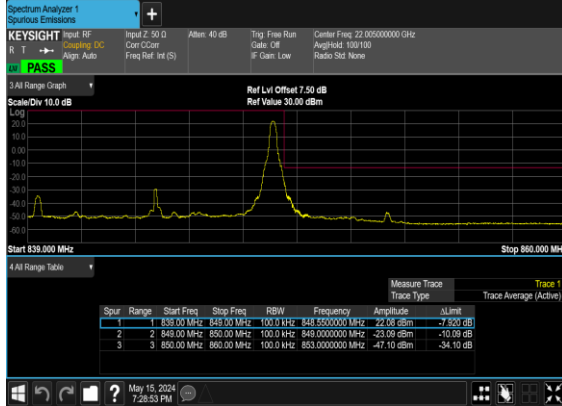 Spectrum Analyzer 1
Spurious Emissions
KEYSIGHT Input: RF Input Z: 50 Ω Atten: 40 dB Trig: Free Run Center Freq: 22.005000000 GHz
R T Coupling: DC Corr CCorr Gate: Off Avg|Hold: 100/100
Align: Auto Freq Ref: Int (S) IF Gain: Low Radio Std: None
PASS
3 All Range Graph
Ref Lvl Offset 7.50 dB
Scale/Div 10.0 dB Ref Value 30.00 dBm
Log
20.0
10.0
0.00
-10.0
-20.0
-30.0
-40.0
-50.0
-60.0
Start 839.000 MHz Stop 860.000 MH
4 All Range Table
Measure Trace Trace 1
Trace Type Trace Average (Active)
Spur Range Start Freq Stop Freq RBW Frequency Amplitude ΔLimit
1 1 839.00 MHz 849.00 MHz 100.0 kHz 848.5500000 MHz 22.08 dBm -7.920 dB
2 2 849.00 MHz 850.00 MHz 100.0 kHz 849.0000000 MHz -23.09 dBm -10.09 dB
3 3 850.00 MHz 860.00 MHz 100.0 kHz 853.0000000 MHz -47.10 dBm -34.10 dB
? May 15, 2024
7:28:53 PM